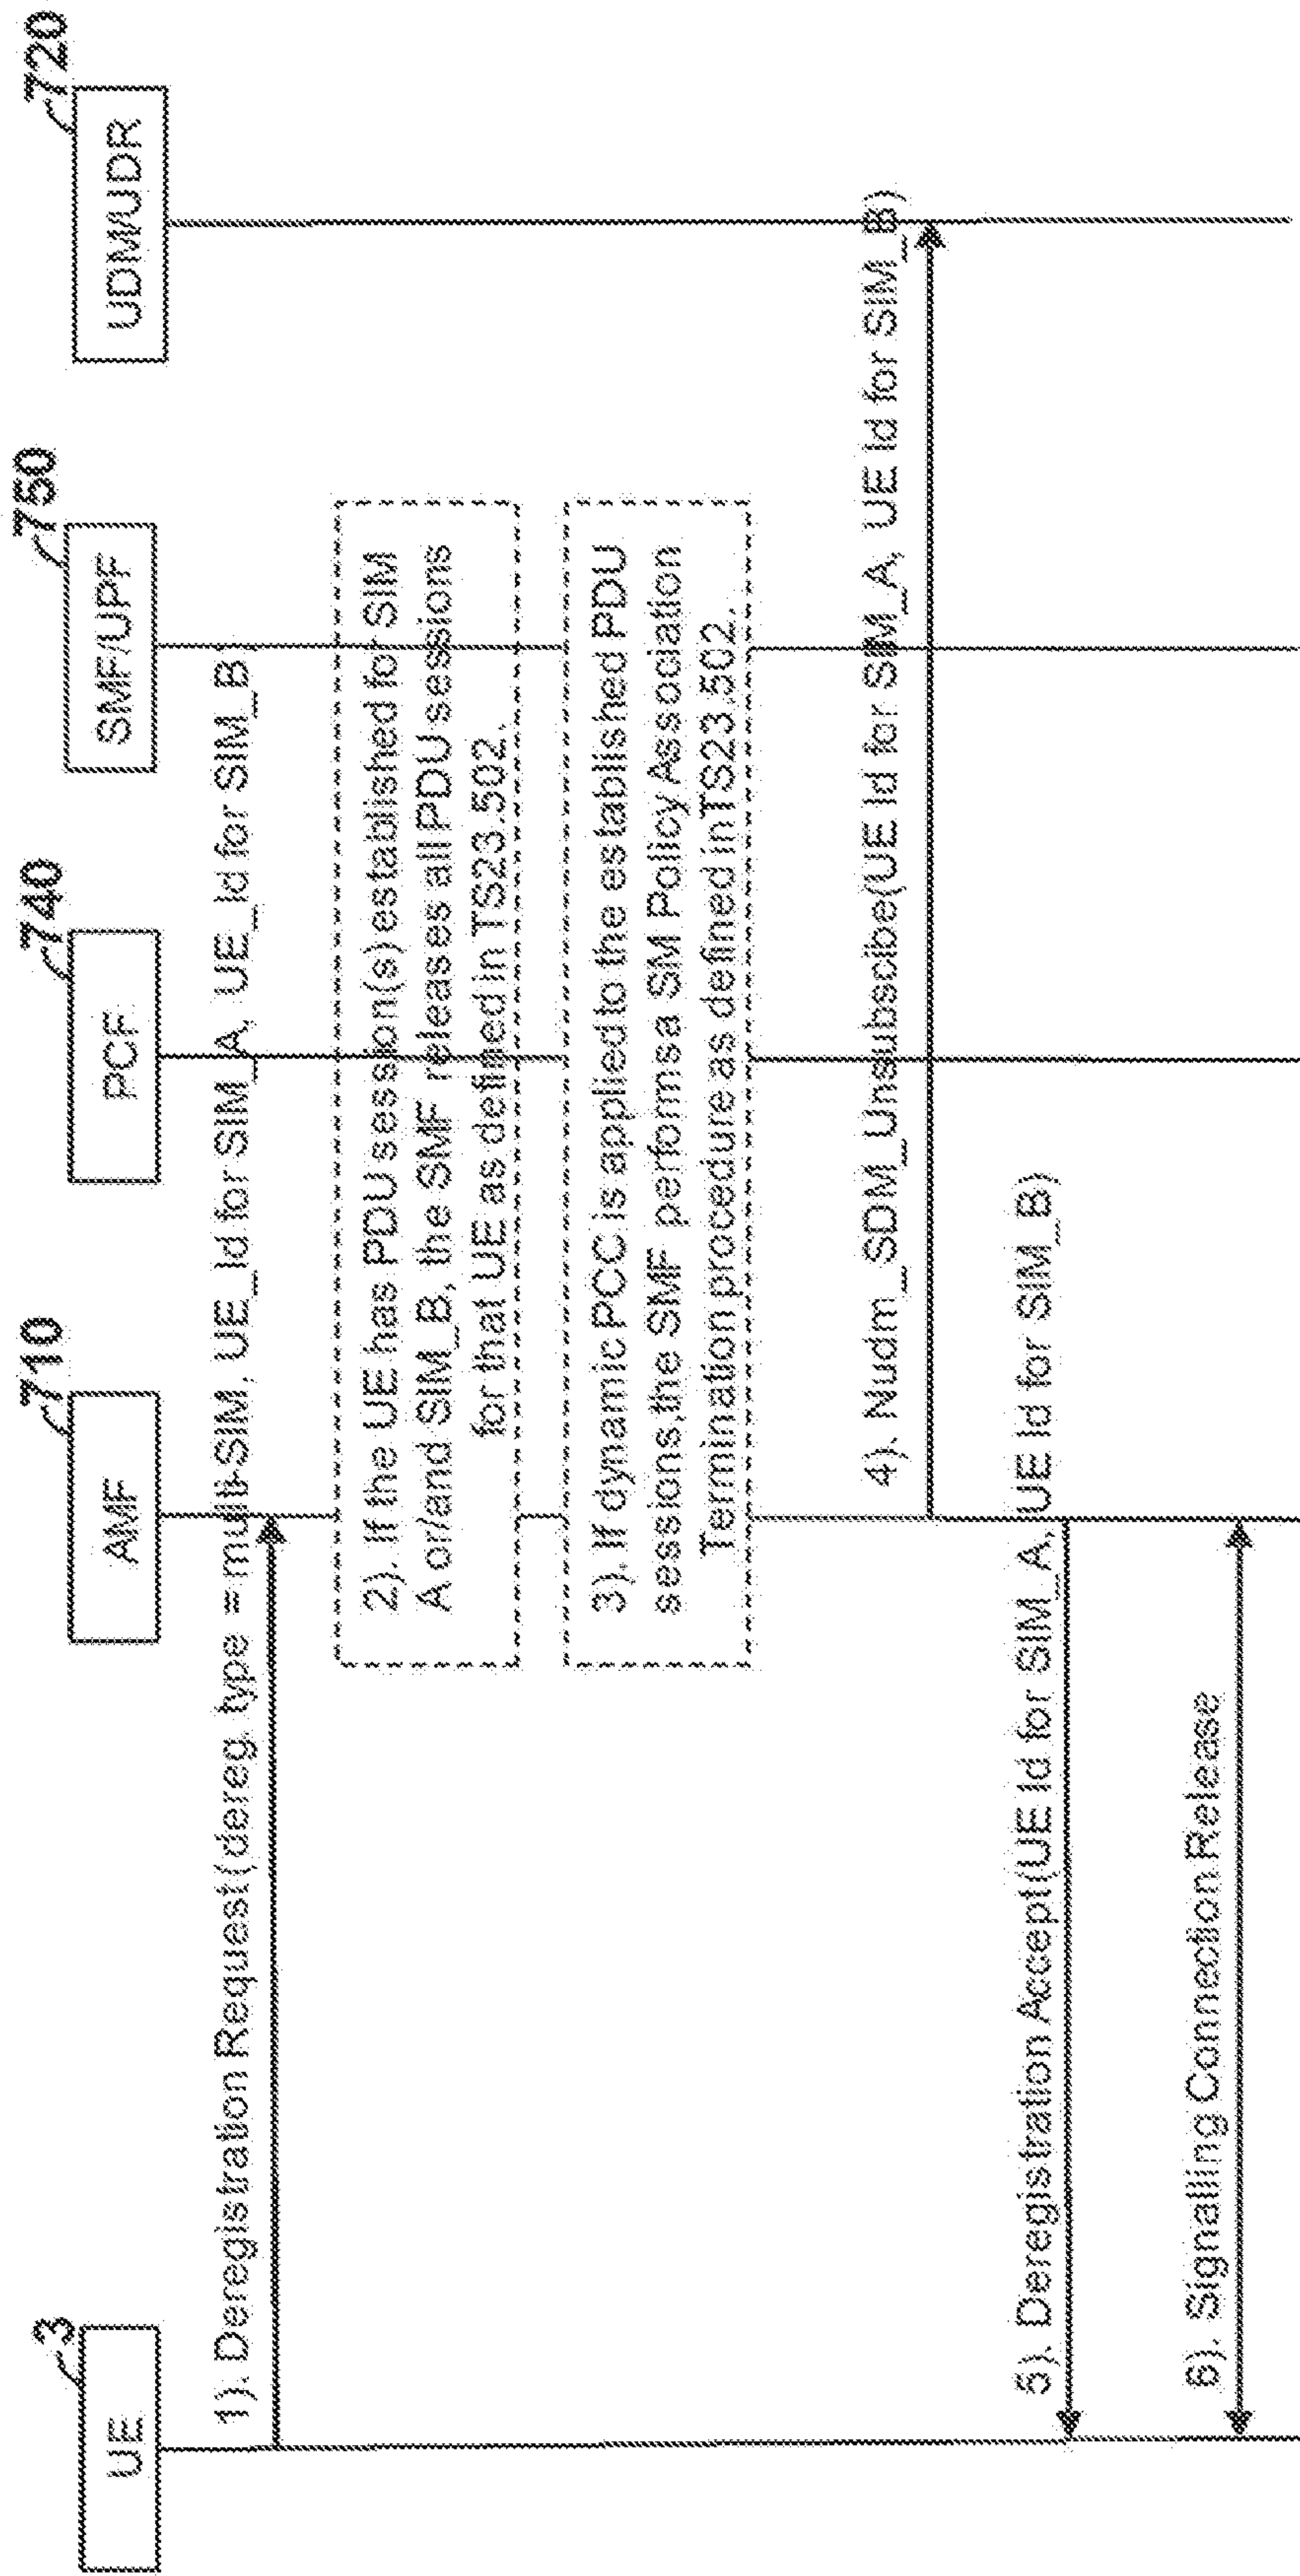 3
UE
710
AMF
740
PCF
750
SMF/UPF
720
UDM/UDR
1). Deregistration Request (dereg. type = multi-SIM, UE_Id for SIM_A, UE_Id for SIM_B)
2). If the UE has PDU session(s) established for SIM
A or/and SIM_B, the SMF releases all PDU sessions
for that UE as defined in TS23.502.
3). If dynamic PCC is applied to the established PDU
sessions, the SMF performs a SM Policy Association
Termination procedure as defined in TS23.502.
4). Nudm_SDM_Unsubscibe(UE Id for SIM_A, UE Id for SIM_B)
5). Deregistration Accept (UE Id for SIM_A, UE Id for SIM_B)
6). Signalling Connection Release